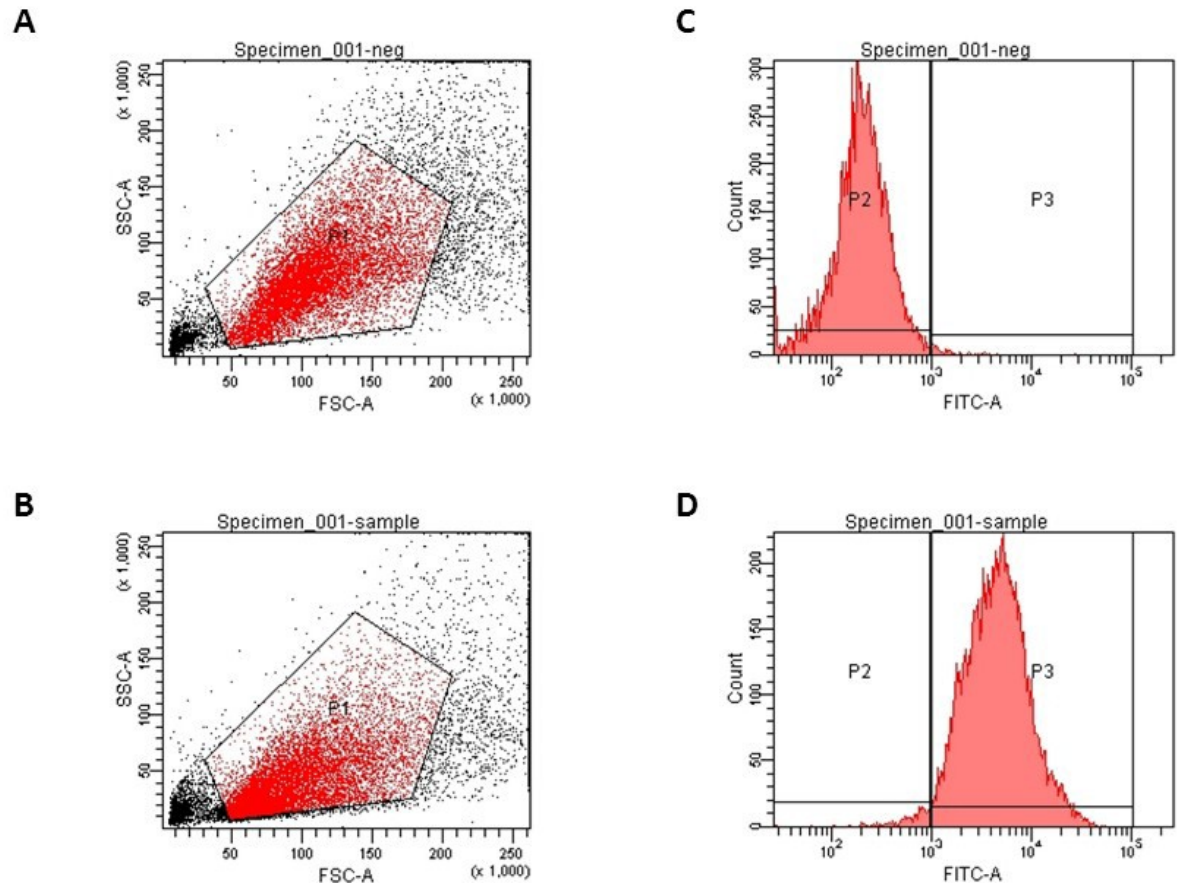 A
Specimen_001-neg
(x 1,000)
250
200
150
100
50
SSC-A
P1
50 100 150 200 250
FSC-A (x 1,000)
C
Specimen_001-neg
300
250
200
150
100
50
0
Count
P2 P3
10² 10³ 10⁴ 10⁵
FITC-A
B
Specimen_001-sample
(x 1,000)
250
200
150
100
50
SSC-A
P1
50 100 150 200 250
FSC-A (x 1,000)
D
Specimen_001-sample
200
150
100
50
0
Count
P2 P3
10² 10³ 10⁴ 10⁵
FITC-A